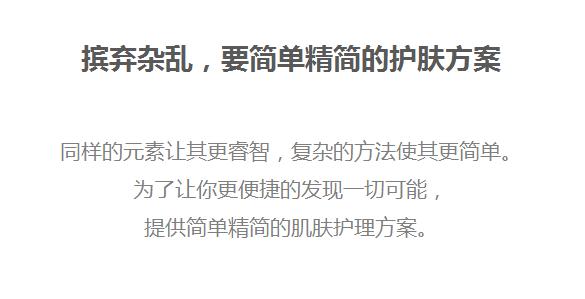 摈弃杂乱，要简单精简的护肤方案
同样的元素让其更睿智，复杂的方法使其更简单。
为了让你更便捷的发现一切可能，
提供简单精简的肌肤护理方案。